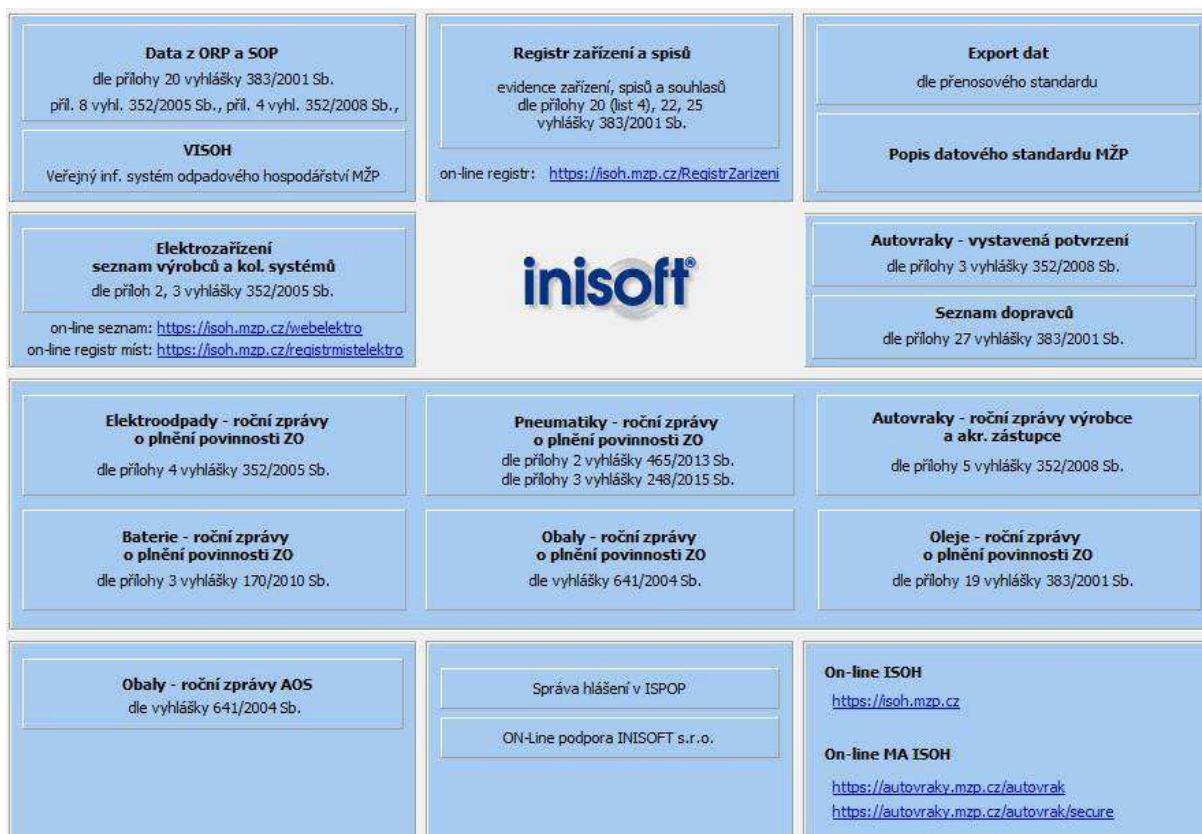 Data z ORP a SOP
dle přílohy 20 vyhlášky 383/2001 Sb.
příl. 8 vyhl. 352/2005 Sb., příl. 4 vyhl. 352/2008 Sb.,
VISOH
Veřejný inf. systém odpadového hospodářství MŽP
Registr zařízení a spisů
evidence zařízení, spisů a souhlasů
dle přílohy 20 (list 4), 22, 25
vyhlášky 383/2001 Sb.
on-line registr: https://isoh.mzp.cz/RegistrZarizeni
Export dat
dle přenosového standardu
Popis datového standardu MŽP
Elektrozařízení
seznam výrobců a kol. systémů
dle příloh 2, 3 vyhlášky 352/2005 Sb.
on-line seznam: https://isoh.mzp.cz/webelektro
on-line registr míst: https://isoh.mzp.cz/registrmistelektro
inisoft®
Autovraky - vystavená potvrzení
dle přílohy 3 vyhlášky 352/2008 Sb.
Seznam dopravců
dle přílohy 27 vyhlášky 383/2001 Sb.
Elektroodpady - roční zprávy
o plnění povinnosti ZO
dle přílohy 4 vyhlášky 352/2005 Sb.
Pneumatiky - roční zprávy
o plnění povinnosti ZO
dle přílohy 2 vyhlášky 465/2013 Sb.
dle přílohy 3 vyhlášky 248/2015 Sb.
Autovraky - roční zprávy výrobce
a akr. zástupce
dle přílohy 5 vyhlášky 352/2008 Sb.
Baterie - roční zprávy
o plnění povinnosti ZO
dle přílohy 3 vyhlášky 170/2010 Sb.
Obaly - roční zprávy
o plnění povinnosti ZO
dle vyhlášky 641/2004 Sb.
Oleje - roční zprávy
o plnění povinnosti ZO
dle přílohy 19 vyhlášky 383/2001 Sb.
Obaly - roční zprávy AOS
dle vyhlášky 641/2004 Sb.
Správa hlášení v ISPOP
ON-Line podpora INISOFT s.r.o.
On-line ISOH
https://isoh.mzp.cz
On-line MA ISOH
https://autovraky.mzp.cz/autovrak
https://autovraky.mzp.cz/autovrak/secure